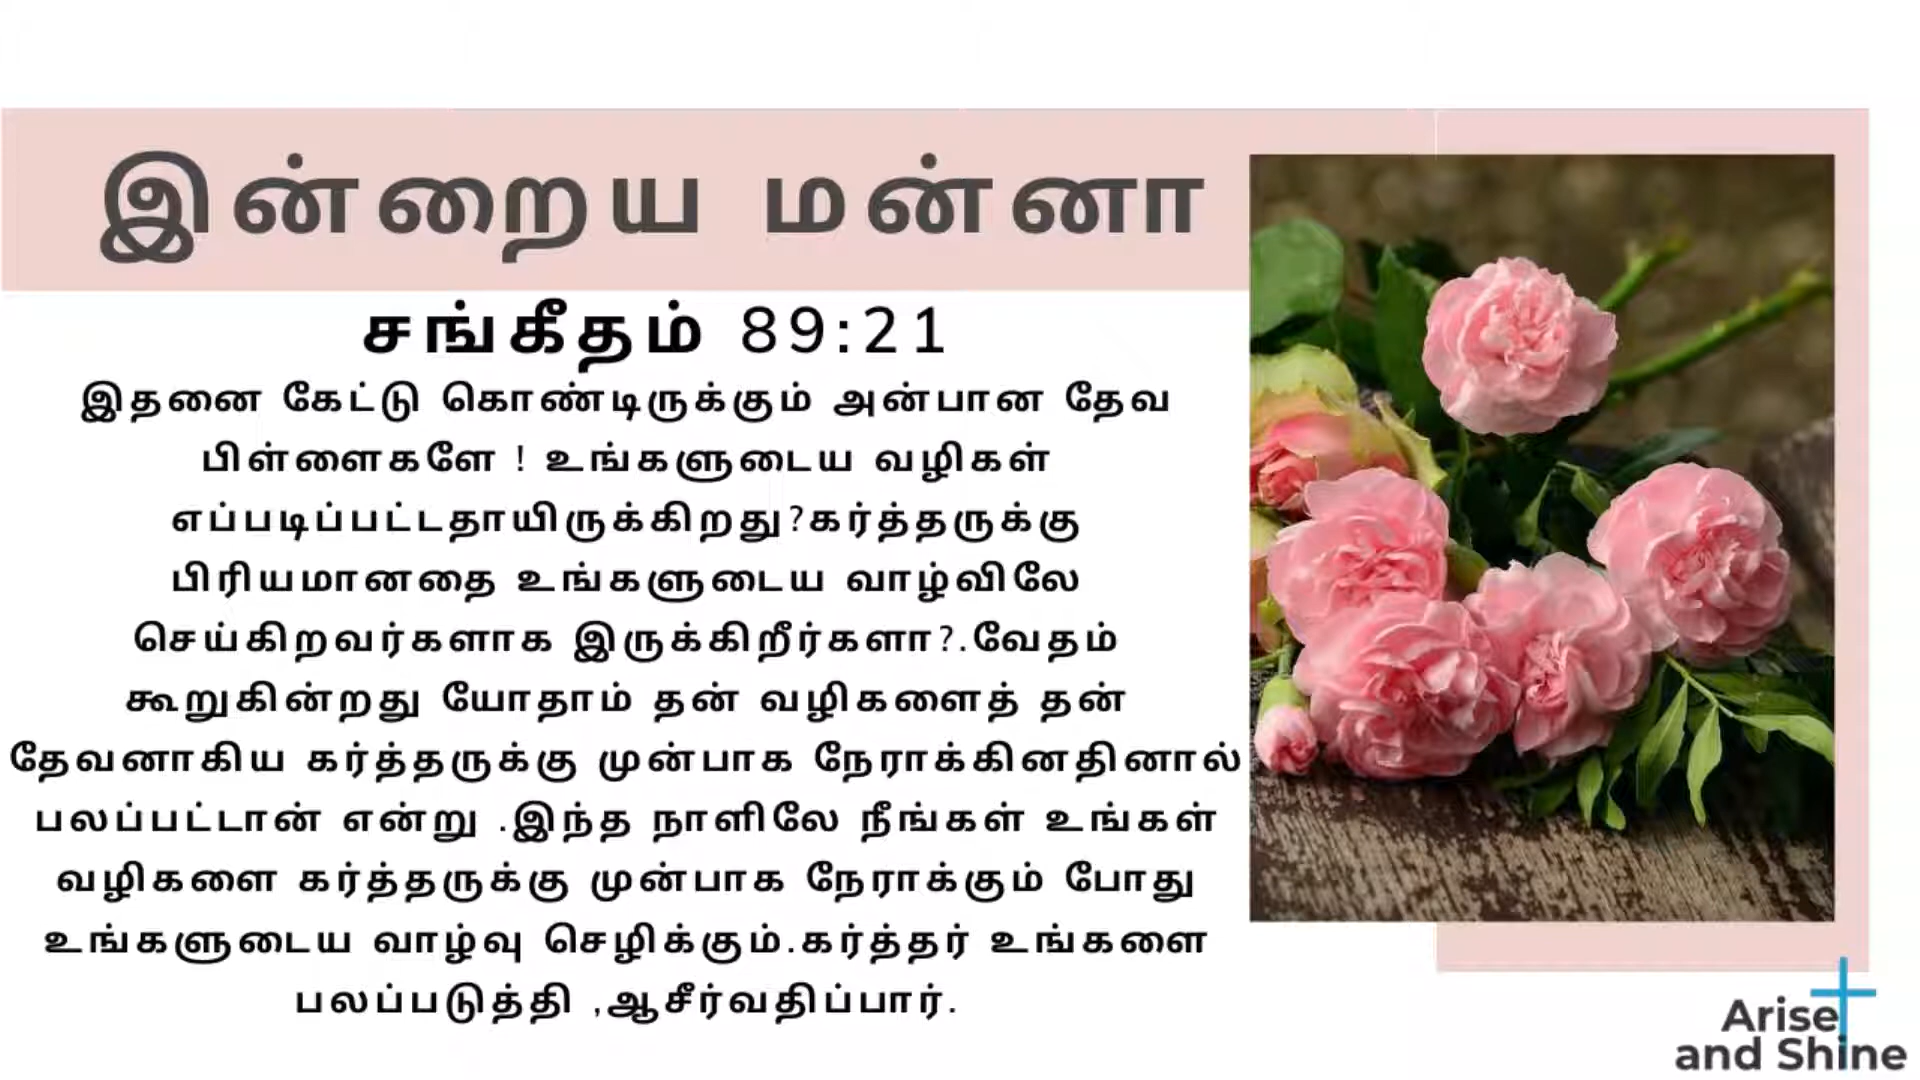 இன்றைய மன்னா
சங்கீதம் 89:21
இதனை கேட்டு கொண்டிருக்கும் அன்பான தேவ
பிள்ளைகளே ! உங்களுடைய வழிகள்
எப்படிப்பட்டதாயிருக்கிறது?கர்த்தருக்கு
பிரியமானதை உங்களுடைய வாழ்விலே
செய்கிறவர்களாக இருக்கிறீர்களா?.வேதம்
கூறுகின்றது யோதாம் தன் வழிகளைத் தன்
தேவனாகிய கர்த்தருக்கு முன்பாக நேராக்கினதினால்
பலப்பட்டான் என்று .இந்த நாளிலே நீங்கள் உங்கள்
வழிகளை கர்த்தருக்கு முன்பாக நேராக்கும் போது
உங்களுடைய வாழ்வு செழிக்கும்.கர்த்தர் உங்களை
பலப்படுத்தி ,ஆசீர்வதிப்பார்.
Arise
and Shine